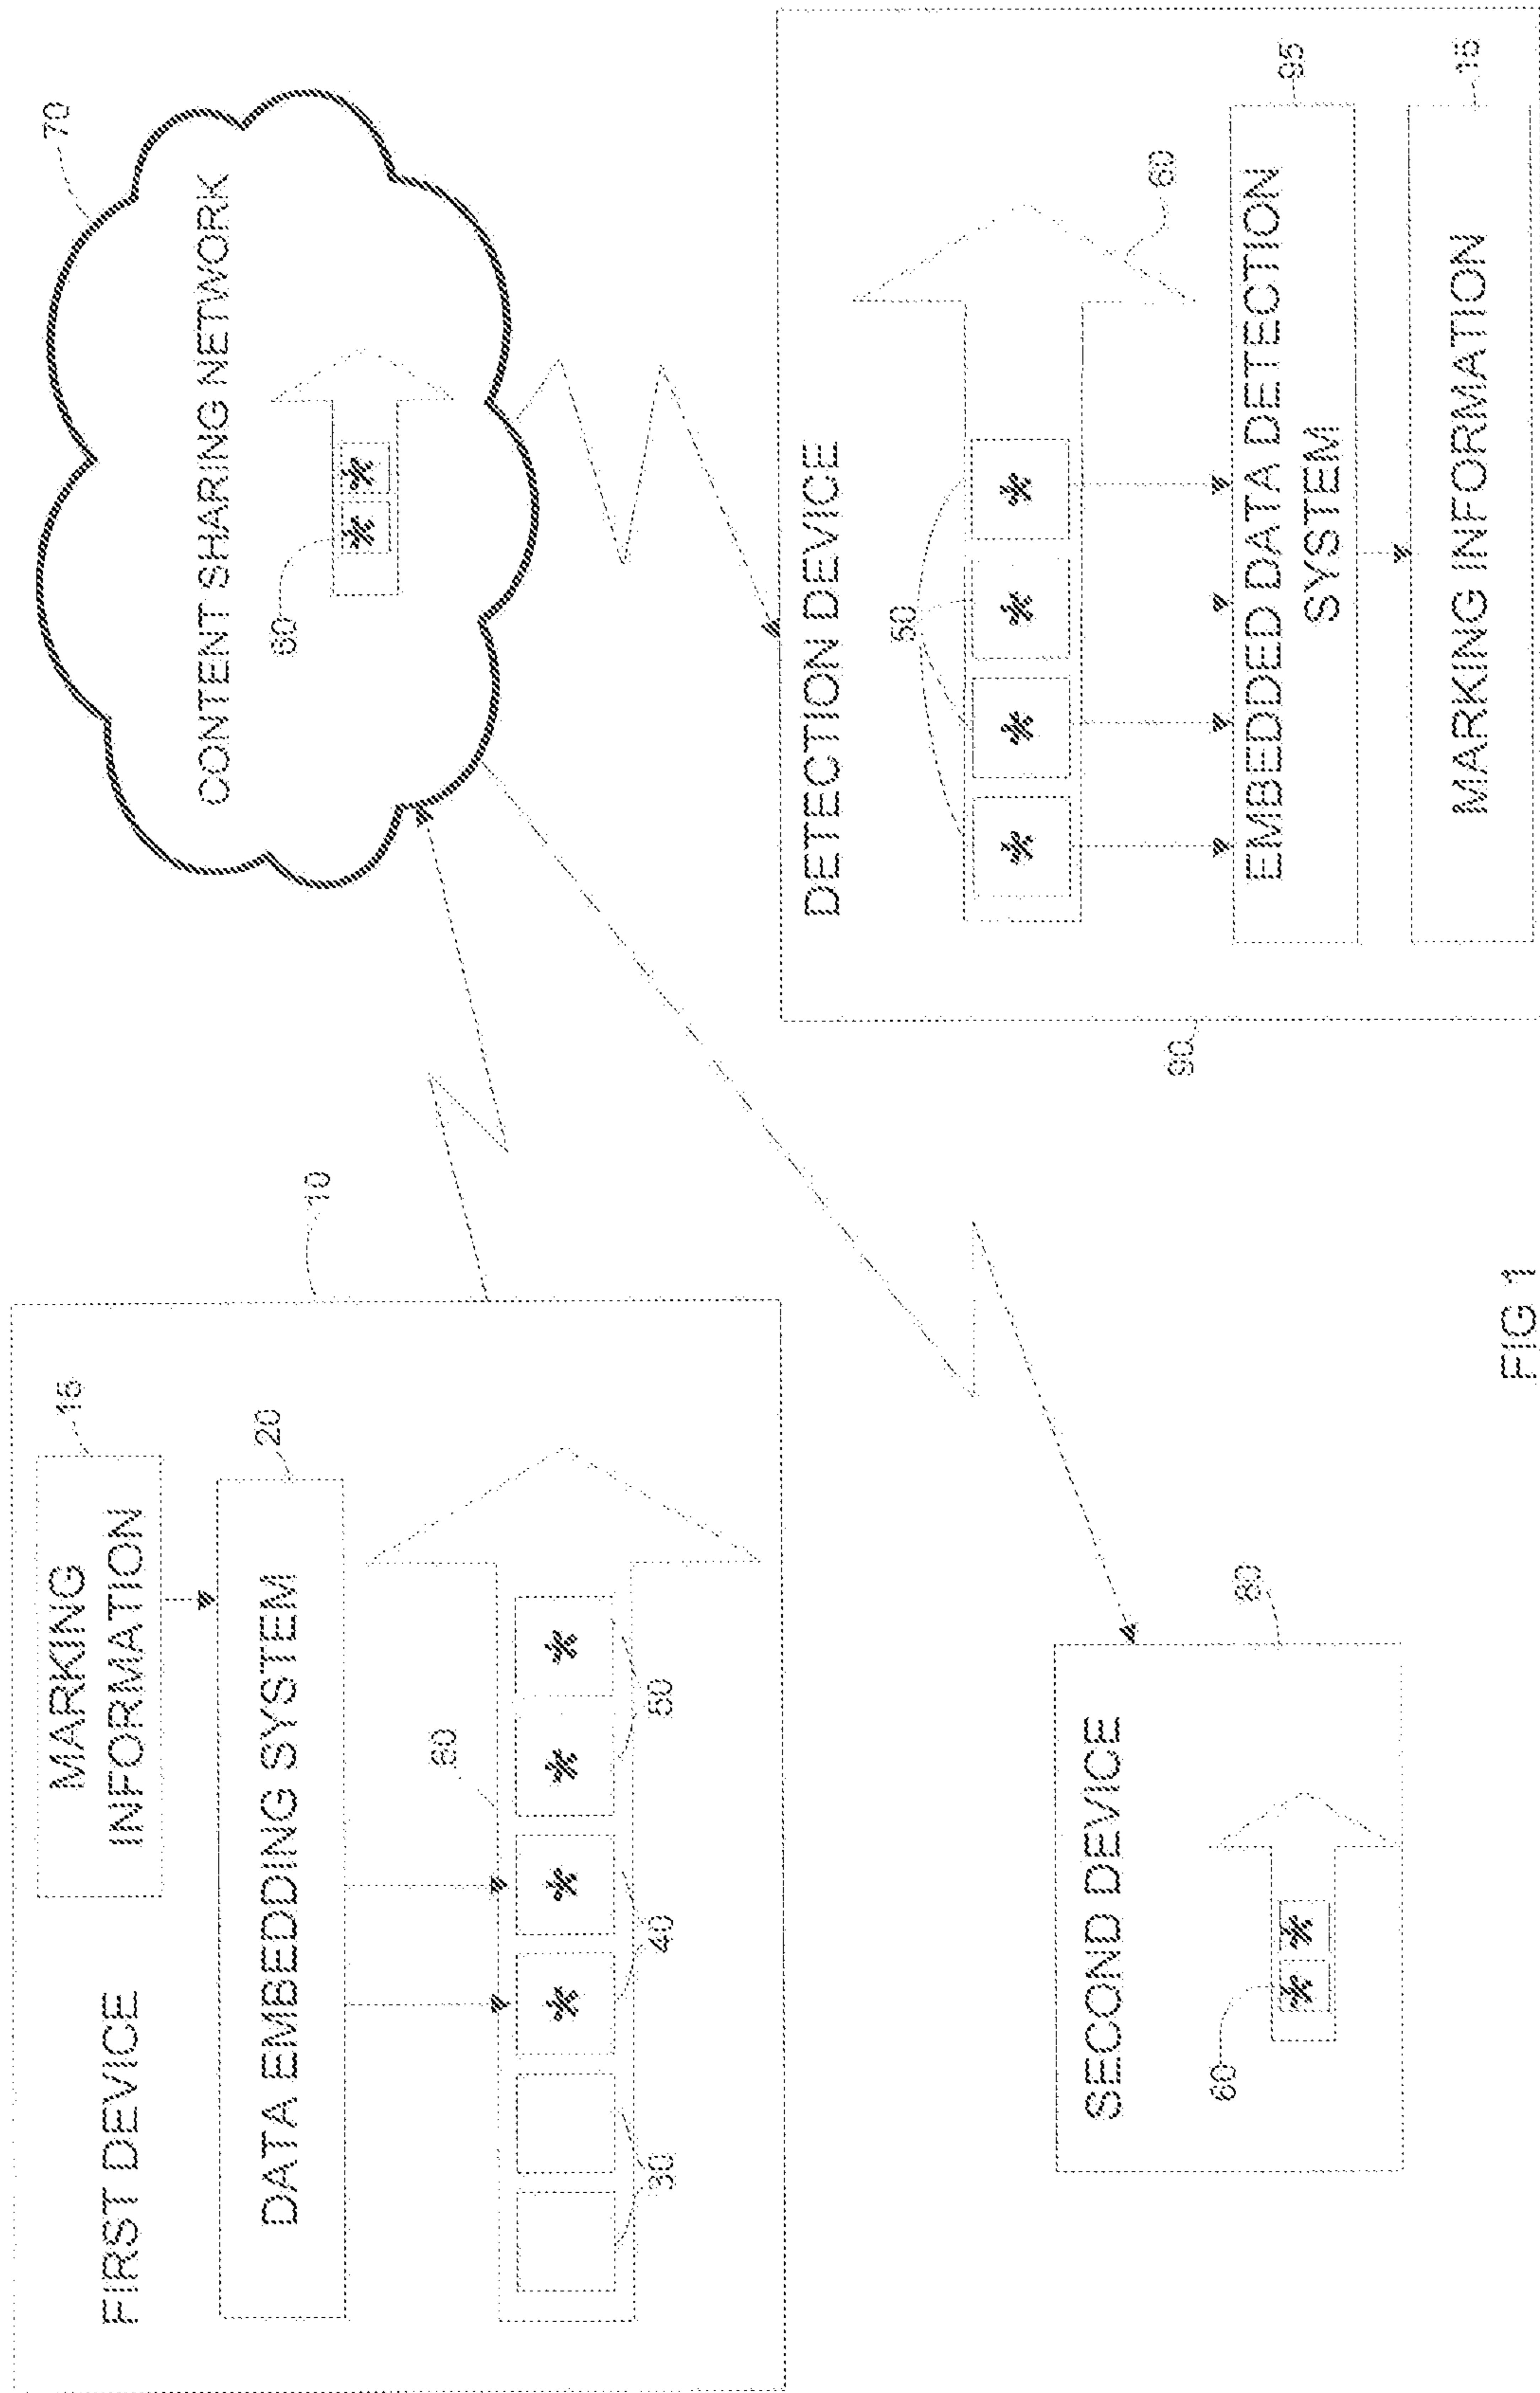 FIRST DEVICE
MARKING
INFORMATION
15
DATA EMBEDDING SYSTEM
20
10
60
30
40
50
CONTENT SHARING NETWORK
70
60
SECOND DEVICE
60
80
DETECTION DEVICE
50
60
EMBEDDED DATA DETECTION
SYSTEM
95
MARKING INFORMATION
15
90
FIG 1